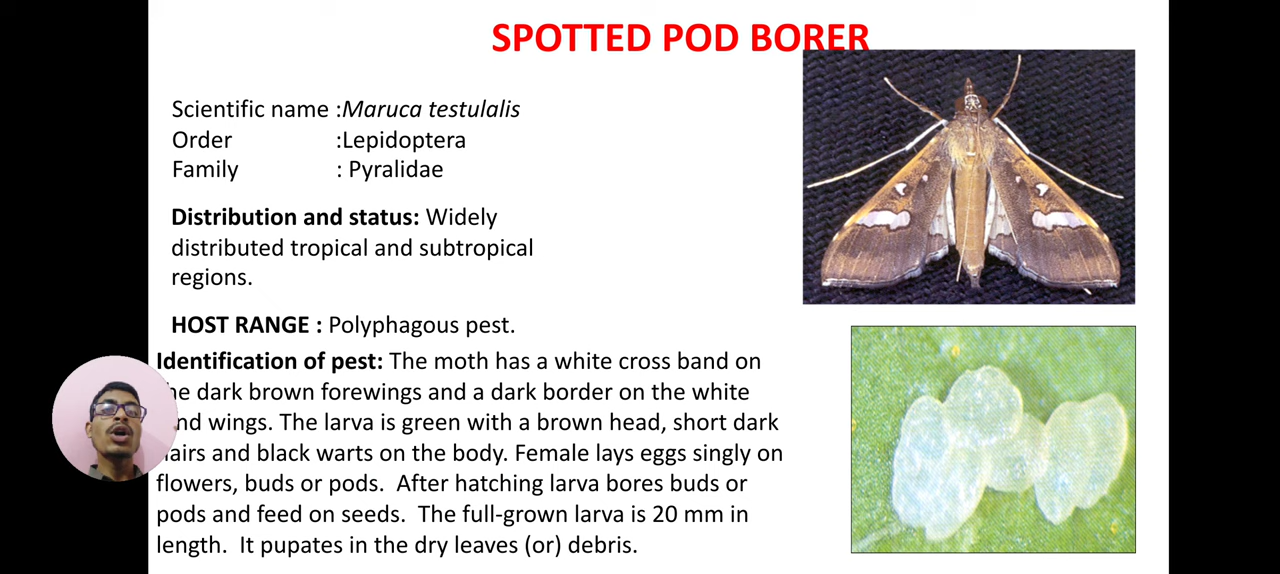 SPOTTED POD BORER
Scientific name :Maruca testulalis
Order :Lepidoptera
Family : Pyralidae
Distribution and status: Widely
distributed tropical and subtropical
regions.
HOST RANGE : Polyphagous pest.
Identification of pest: The moth has a white cross band on
he dark brown forewings and a dark border on the white
nd wings. The larva is green with a brown head, short dark
airs and black warts on the body. Female lays eggs singly on
flowers, buds or pods. After hatching larva bores buds or
pods and feed on seeds. The full-grown larva is 20 mm in
length. It pupates in the dry leaves (or) debris.